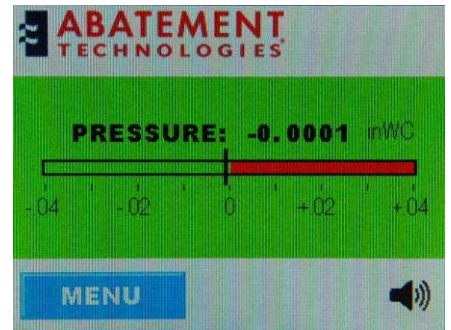 ABATEMENT
TECHNOLOGIES
PRESSURE: -0.0001 inWC
-.04 -.02 0 +.02 +.04
MENU